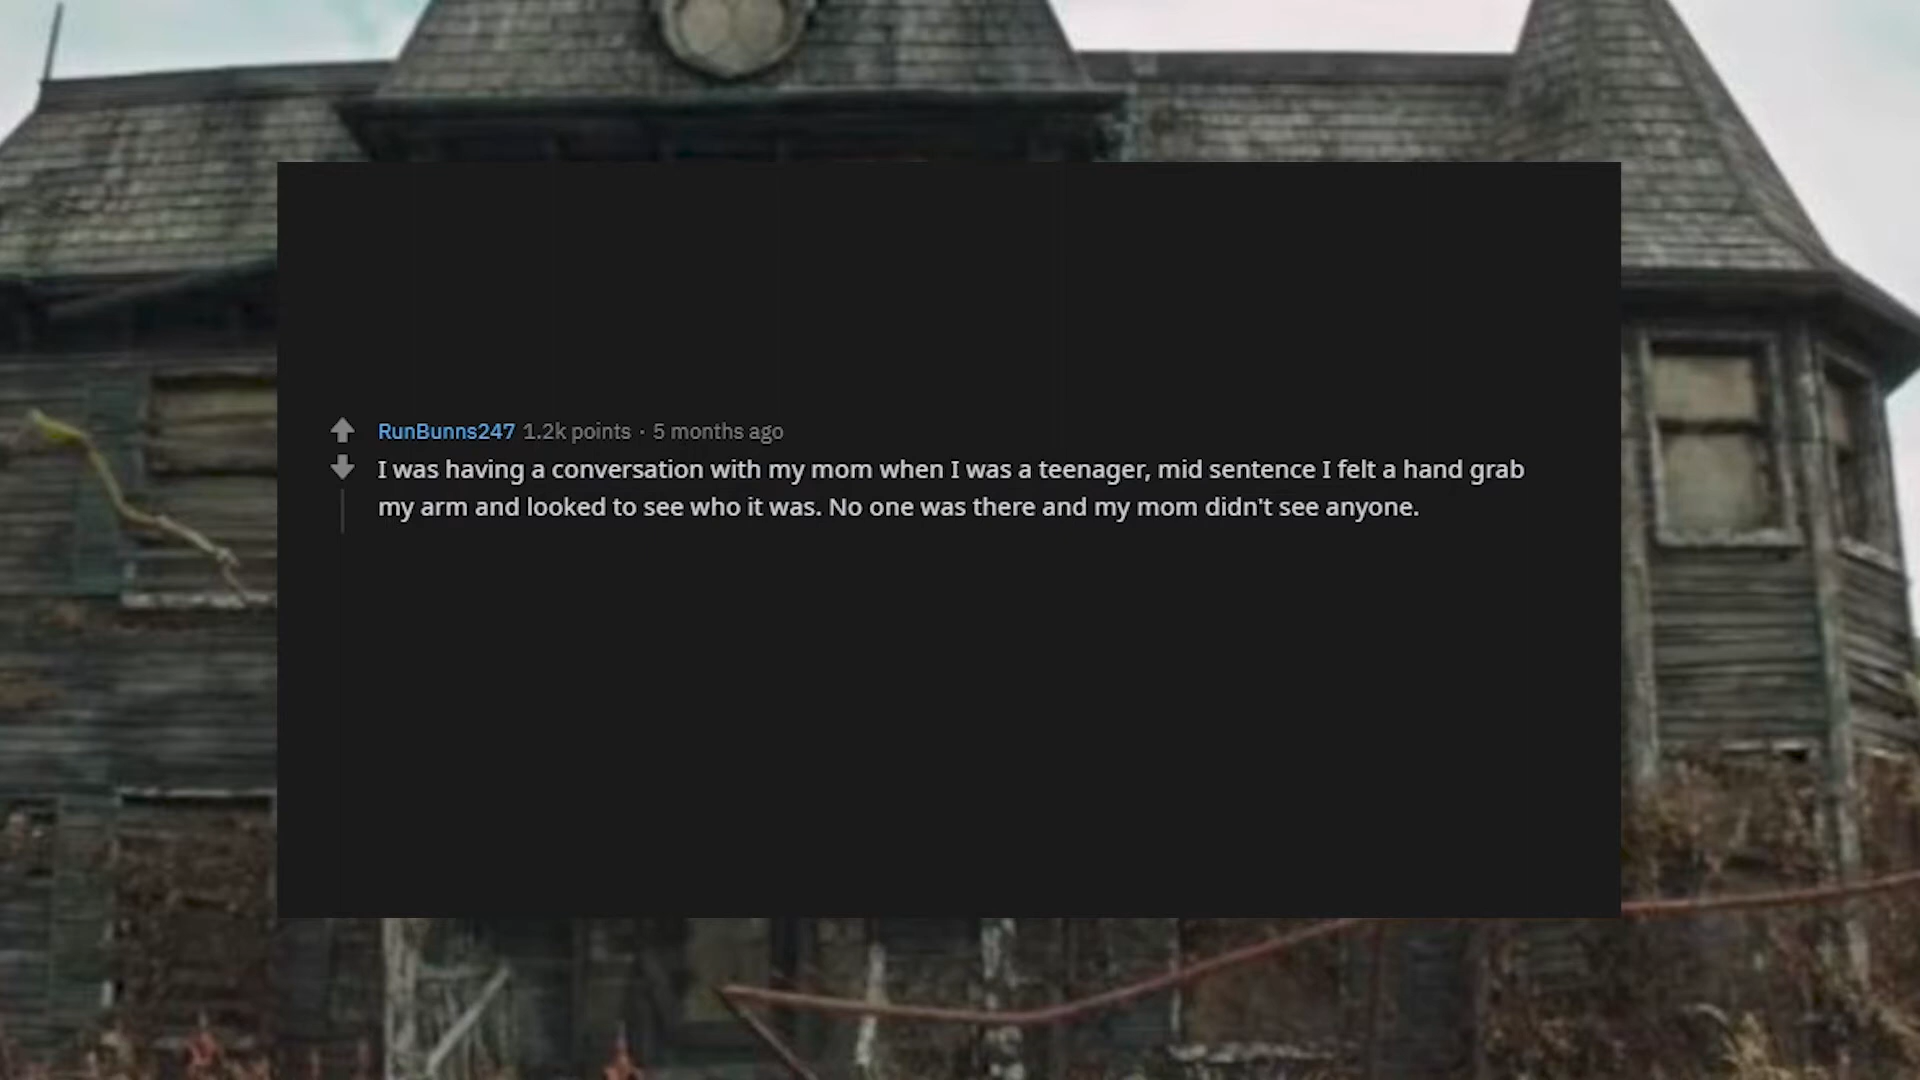 RunBunns247 1.2k points · 5 months ago
I was having a conversation with my mom when I was a teenager, mid sentence I felt a hand grab
my arm and looked to see who it was. No one was there and my mom didn't see anyone.